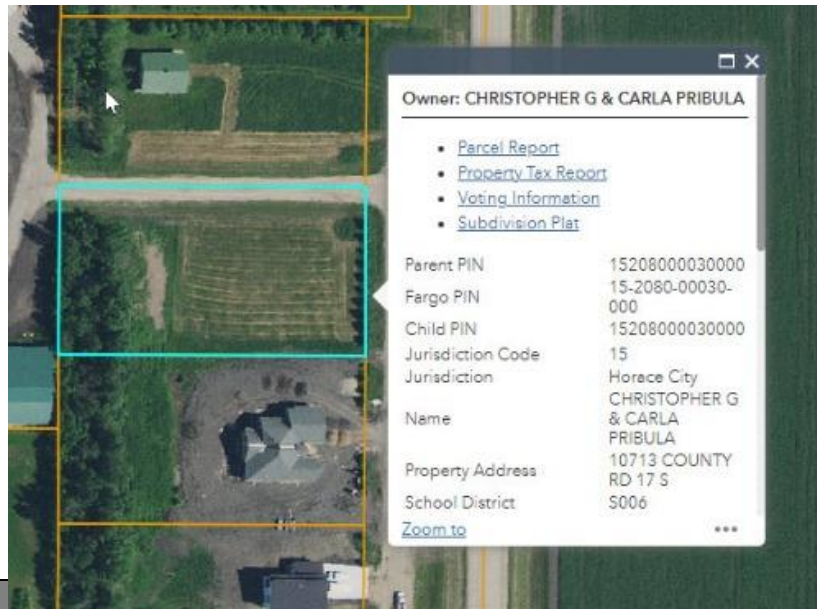 Owner: CHRISTOPHER G & CARLA PRIBULA
Parcel Report
Property Tax Report
Voting Information
Subdivision Plat
Parent PIN 15208000030000
Fargo PIN 15-2080-00030-
000
Child PIN 15208000030000
Jurisdiction Code 15
Jurisdiction Horace City
Name CHRISTOPHER G
& CARLA
PRIBULA
Property Address 10713 COUNTY
RD 17 S
School District S006
Zoom to